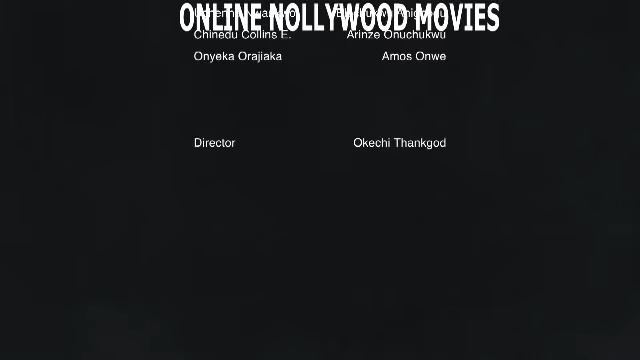 ONLINE NOLLYWOOD MOVIES
Chinedu Collins E. Arinze Onuchukwu
Onyeka Orajiaka Amos Onwe
Director Okechi Thankgod